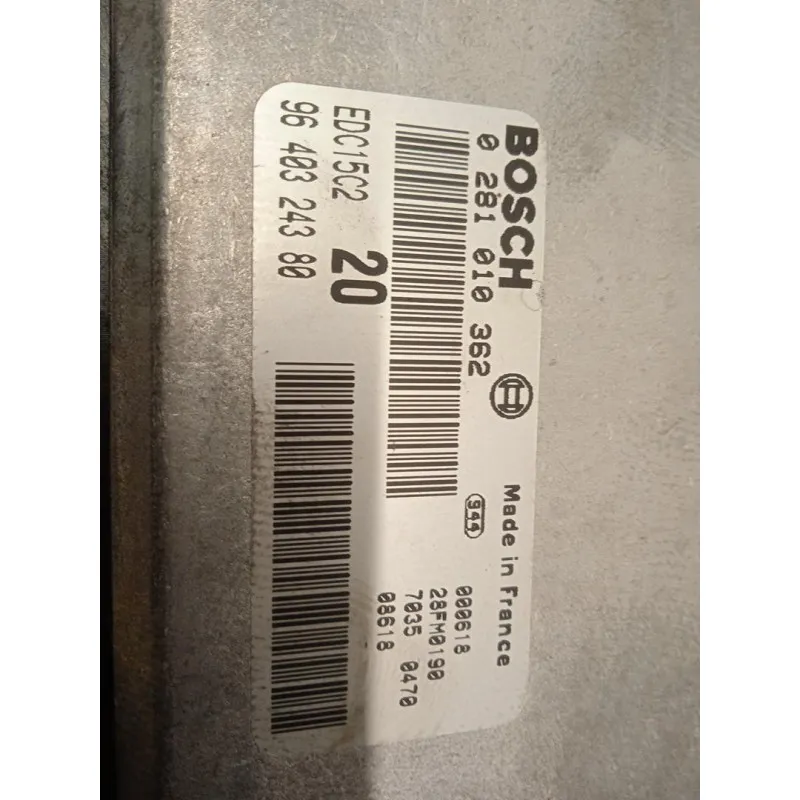 BOSCH
0 281 010 362
Made in France
944
EDC15C2 20
96 403 243 80
000618
28FM0190
7035 0470
08618